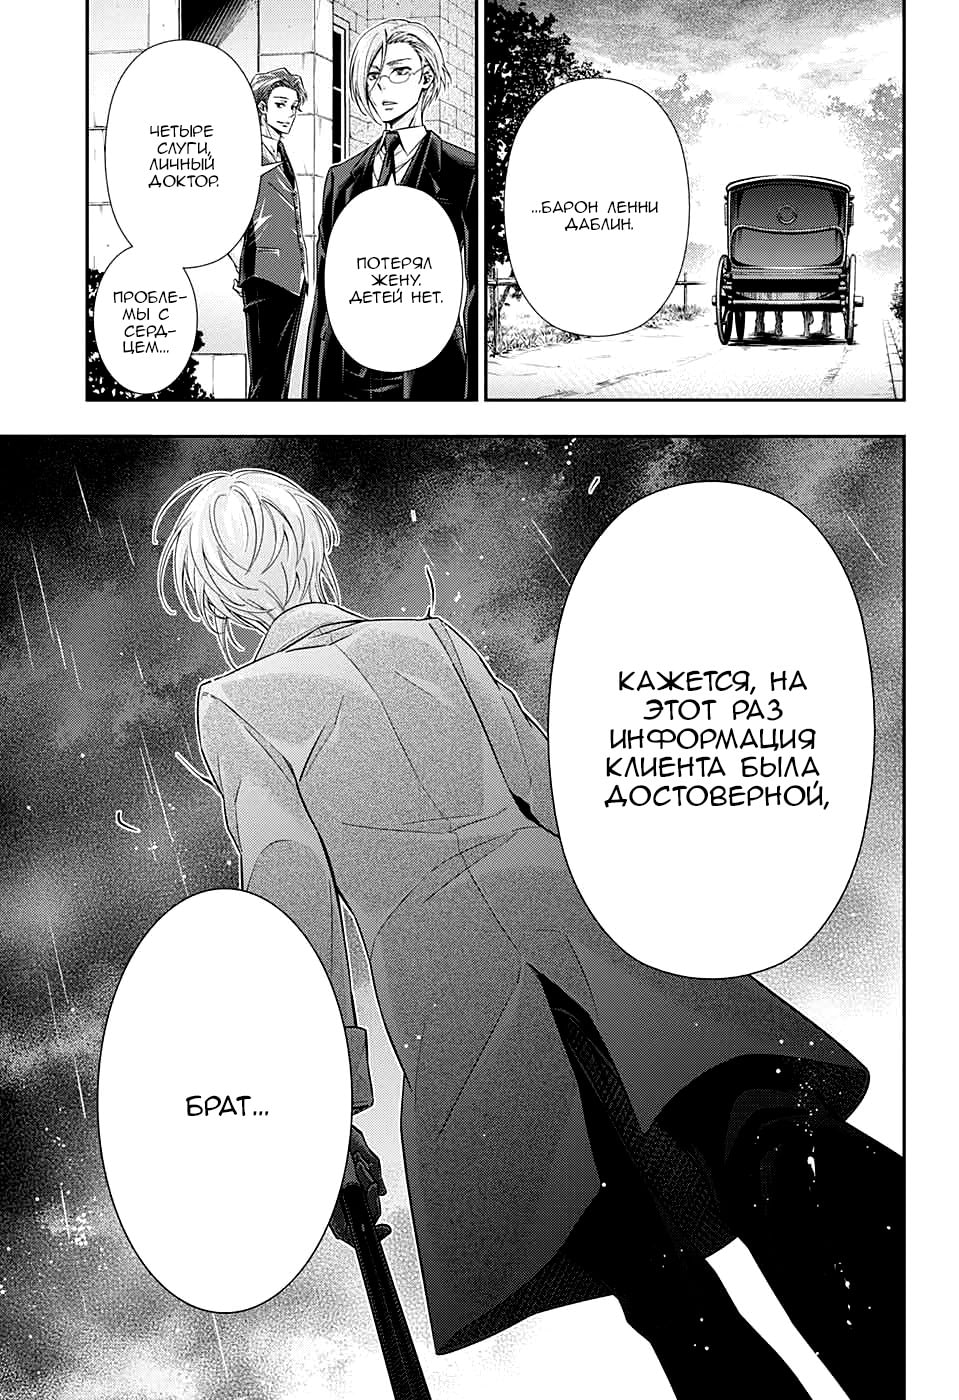 ...БАРОН ЛЕННИ
ДАБЛИН.
ПОТЕРЯЛ
ЖЕНУ.
ДЕТЕЙ НЕТ.
ЧЕТЫРЕ
СЛУГИ,
ЛИЧНЫЙ
ДОКТОР.
ПРОБЛЕ-
МЫ С
СЕРД-
ЦЕМ...
КАЖЕТСЯ, НА
ЭТОТ РАЗ
ИНФОРМАЦИЯ
КЛИЕНТА БЫЛА
ДОСТОВЕРНОЙ,
БРАТ...